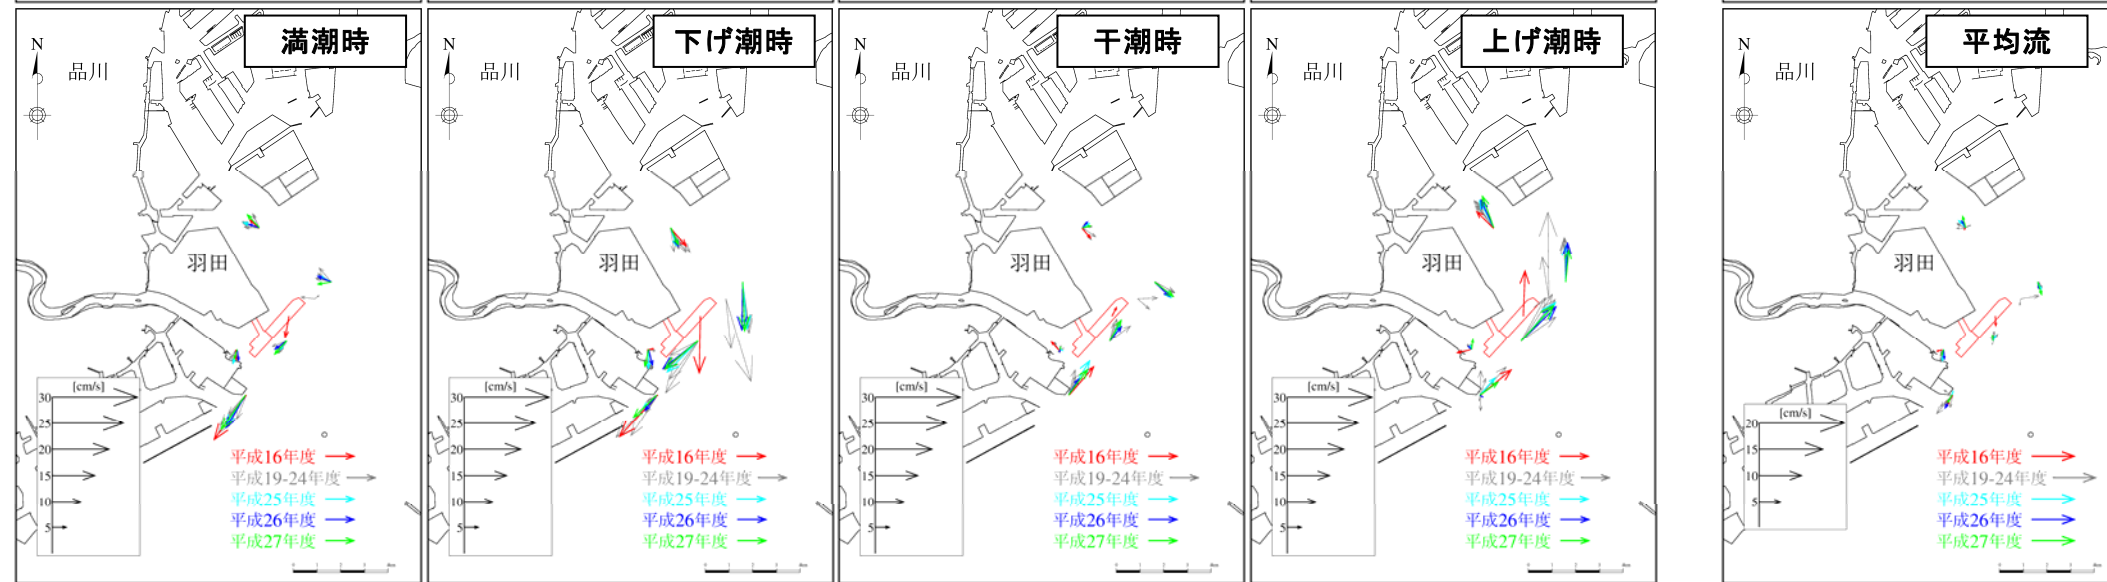 満潮時
N
品川
羽田
[cm/s]
30
25
20
15
10
5
平成16年度
平成19-24年度
平成25年度
平成26年度
平成27年度
下げ潮時
N
品川
羽田
[cm/s]
30
25
20
15
10
5
平成16年度
平成19-24年度
平成25年度
平成26年度
平成27年度
干潮時
N
品川
羽田
[cm/s]
30
25
20
15
10
5
平成16年度
平成19-24年度
平成25年度
平成26年度
平成27年度
上げ潮時
N
品川
羽田
[cm/s]
30
25
20
15
10
5
平成16年度
平成19-24年度
平成25年度
平成26年度
平成27年度
平均流
N
品川
羽田
[cm/s]
20
15
10
5
平成16年度
平成19-24年度
平成25年度
平成26年度
平成27年度